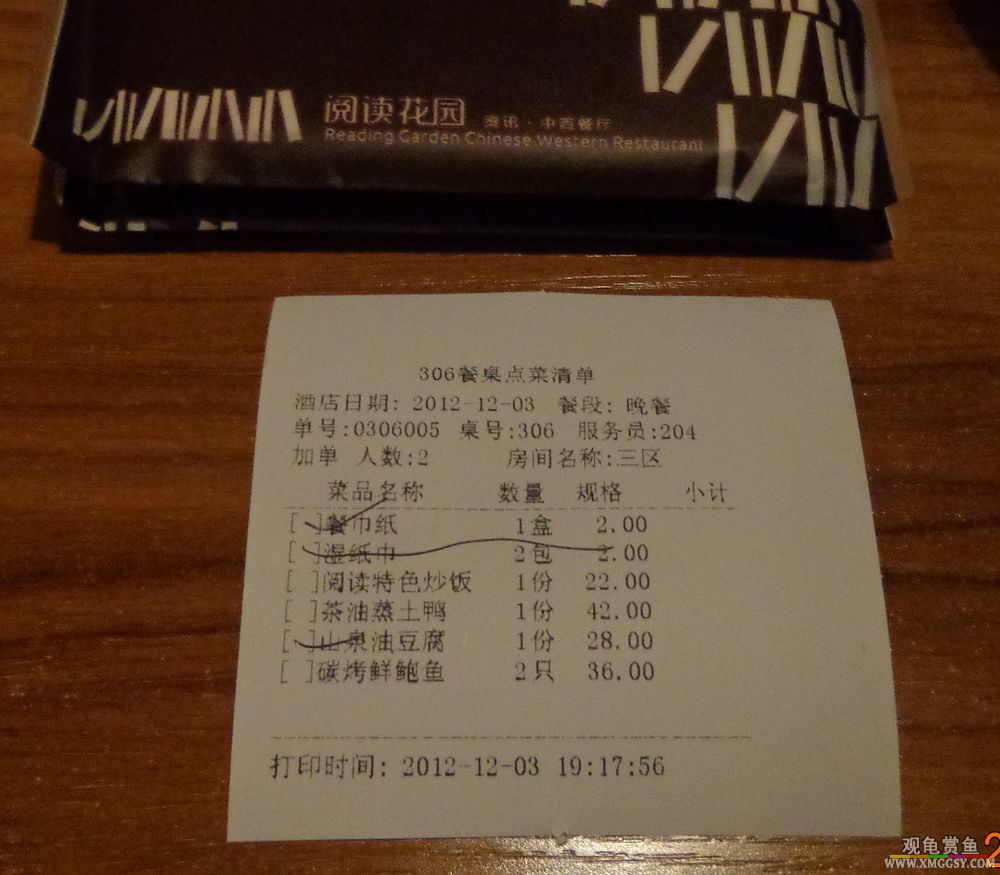 阅读花园 资讯·中西餐厅
Reading Garden Chinese Western Restaurant
306餐桌点菜清单
酒店日期: 2012-12-03 餐段: 晚餐
单号:0306005 桌号:306 服务员:204
加单 人数:2 房间名称:三区
菜品名称 数量 规格 小计
[ ]餐巾纸 1盒 2.00
[ ]湿纸巾 2包 2.00
[ ]阅读特色炒饭 1份 22.00
[ ]茶油蒸土鸭 1份 42.00
[ ]山泉油豆腐 1份 28.00
[ ]碳烤鲜鲍鱼 2只 36.00
打印时间: 2012-12-03 19:17:56
观龟赏鱼
WWW.XMGGSY.COM
2